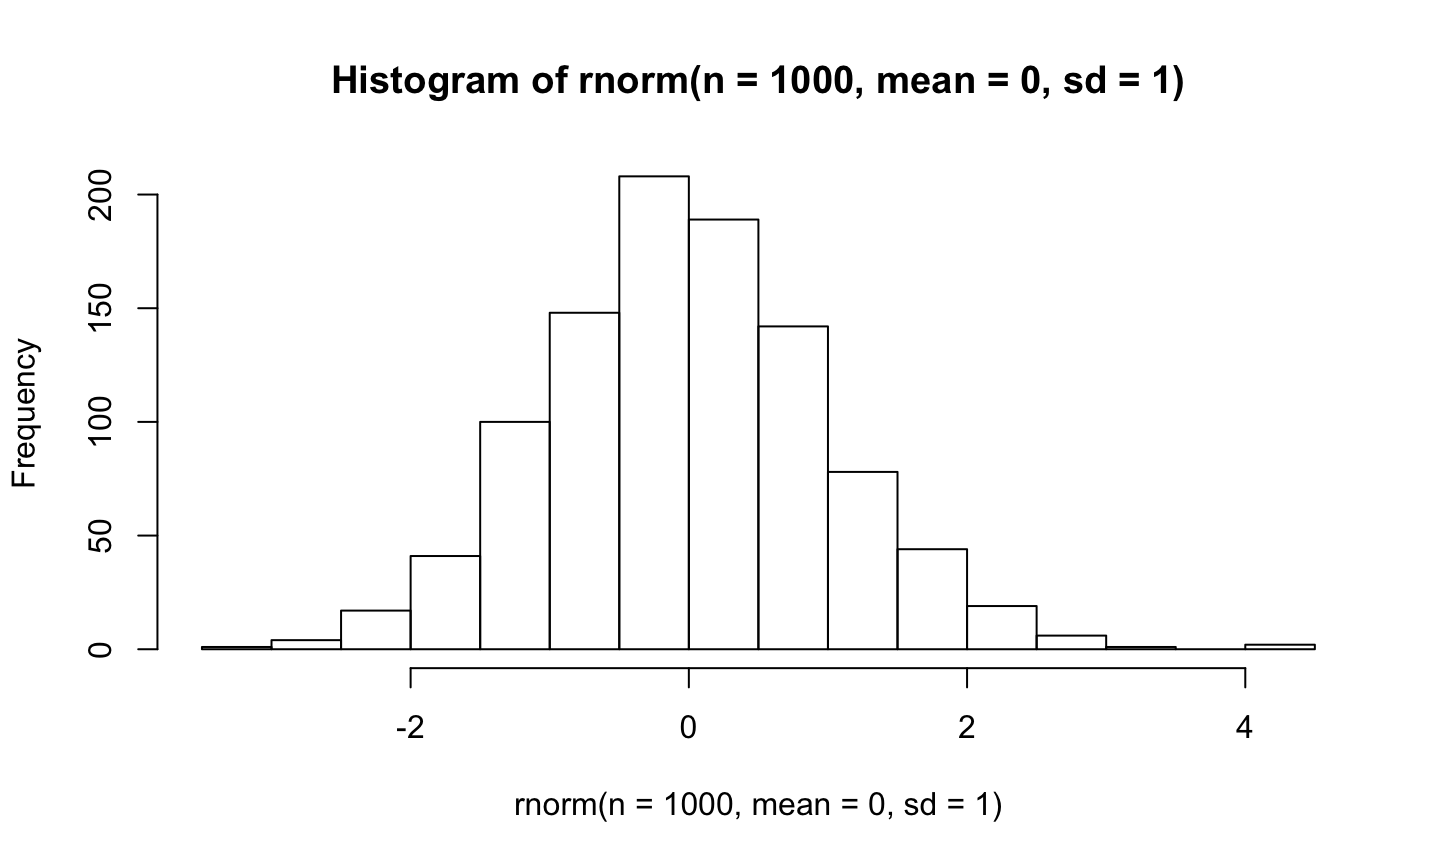 Histogram of rnorm(n = 1000, mean = 0, sd = 1)
Frequency
200
150
100
50
0
-2 0 2 4
rnorm(n = 1000, mean = 0, sd = 1)